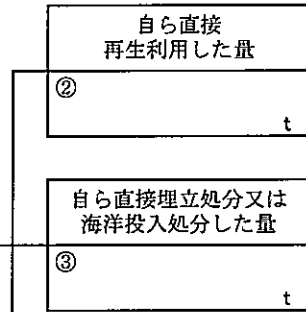 自ら直接
再生利用した量
②
t
自ら直接埋立処分又は
海洋投入処分した量
③
t